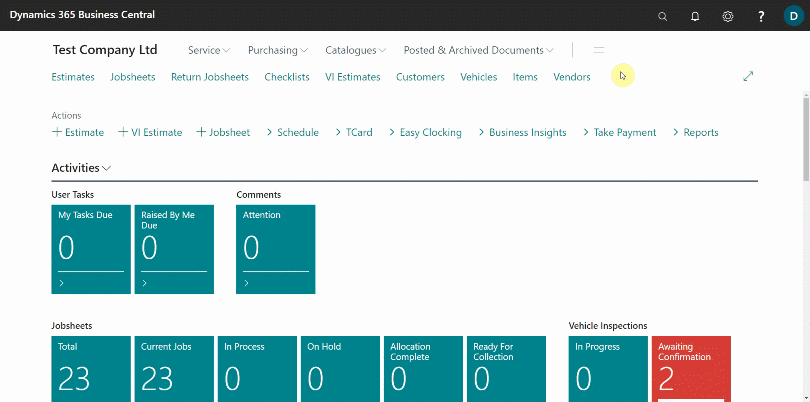 Dynamics 365 Business Central
?
D
Test Company Ltd
Service
Purchasing
Catalogues
Posted & Archived Documents
Estimates
Jobsheets
Return Jobsheets
Checklists
VI Estimates
Customers
Vehicles
Items
Vendors
Actions
+ Estimate
+ VI Estimate
+ Jobsheet
> Schedule
> TCard
> Easy Clocking
> Business Insights
> Take Payment
> Reports
Activities
User Tasks
My Tasks Due
0
Raised By Me
Due
0
Comments
Attention
0
Jobsheets
Total
23
Current Jobs
23
In Process
0
On Hold
0
Allocation
Complete
0
Ready For
Collection
0
Vehicle Inspections
In Progress
0
Awaiting
Confirmation
2